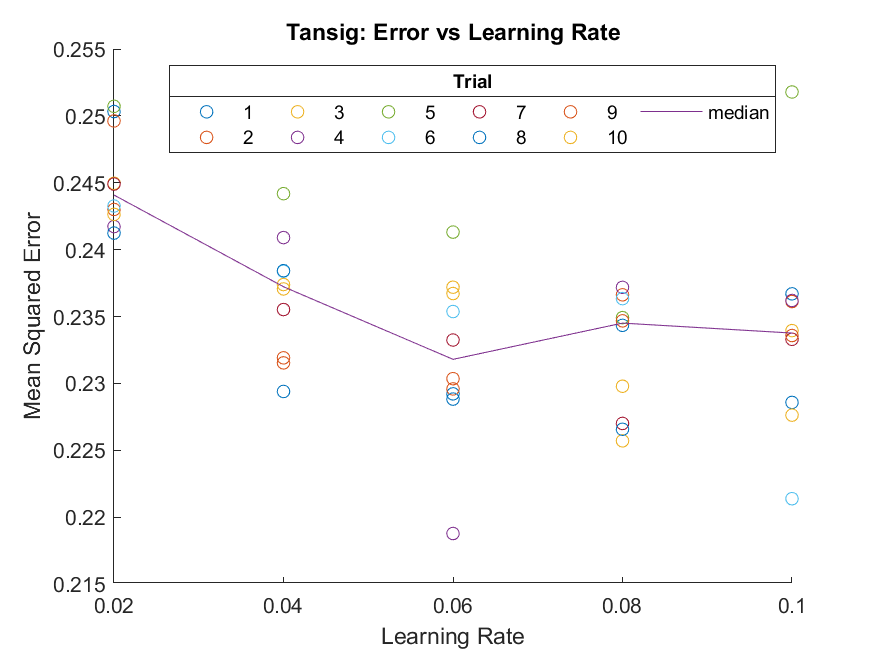 Tansig: Error vs Learning Rate
0.255
0.25
0.245
0.24
0.235
0.23
0.225
0.22
0.215
Mean Squared Error
Trial
1 3 5 7 9 median
2 4 6 8 10
0.02 0.04 0.06 0.08 0.1
Learning Rate